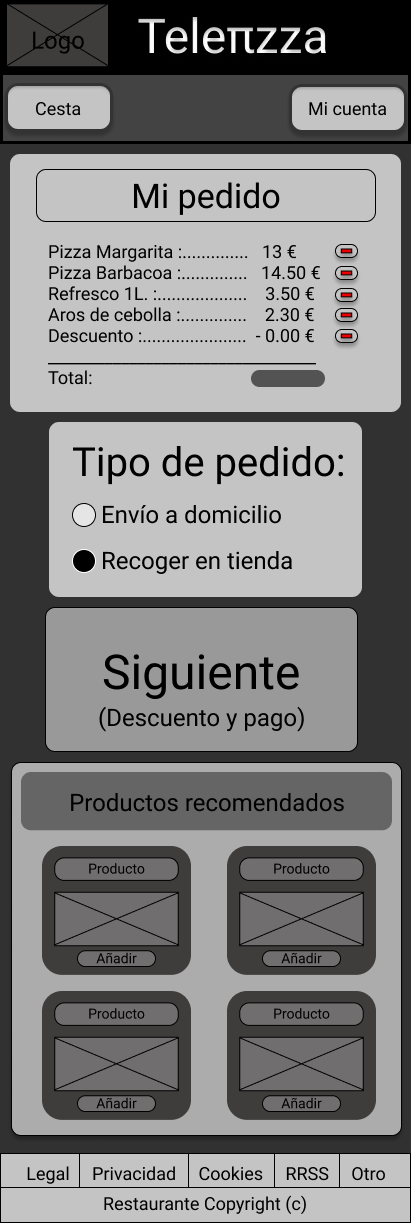 Logo
Teleπzza
Cesta
Mi cuenta
Mi pedido
Pizza Margarita :.............. 13 €
Pizza Barbacoa :.............. 14.50 €
Refresco 1L. :................... 3.50 €
Aros de cebolla :.............. 2.30 €
Descuento :...................... - 0.00 €
Total:
Tipo de pedido:
Envío a domicilio
Recoger en tienda
Siguiente
(Descuento y pago)
Productos recomendados
Producto
Añadir
Producto
Añadir
Producto
Añadir
Producto
Añadir
Legal Privacidad Cookies RRSS Otro
Restaurante Copyright (c)